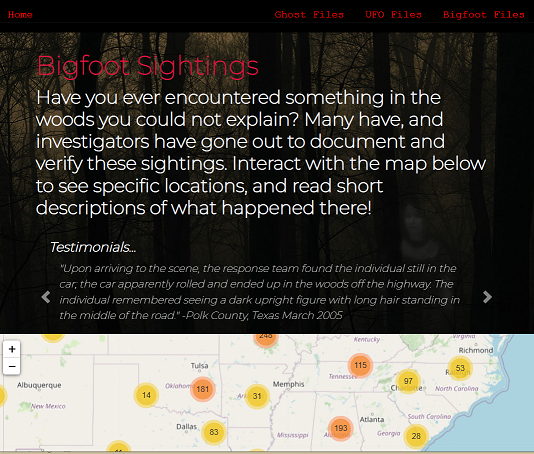 Home Ghost Files UFO Files Bigfoot Files
Bigfoot Sightings
Have you ever encountered something in the
woods you could not explain? Many have, and
investigators have gone out to document and
verify these sightings. Interact with the map below
to see specific locations, and read short
descriptions of what happened there!
Testimonials...
"Upon arriving to the scene, the response team found the individual still in the
car, the car apparently rolled and ended up in the woods off the highway. The
individual remembered seeing a dark upright figure with long hair standing in
the middle of the road." -Polk County, Texas March 2005
248
Kentucky
+
Richmond
−
Tulsa
115
53
Albuquerque
Oklahoma
181
Memphis
Tennessee
97
North Carolina
14
31
New Mexico
Atlanta
South Carolina
Dallas
83
Mississippi
193
Georgia
28